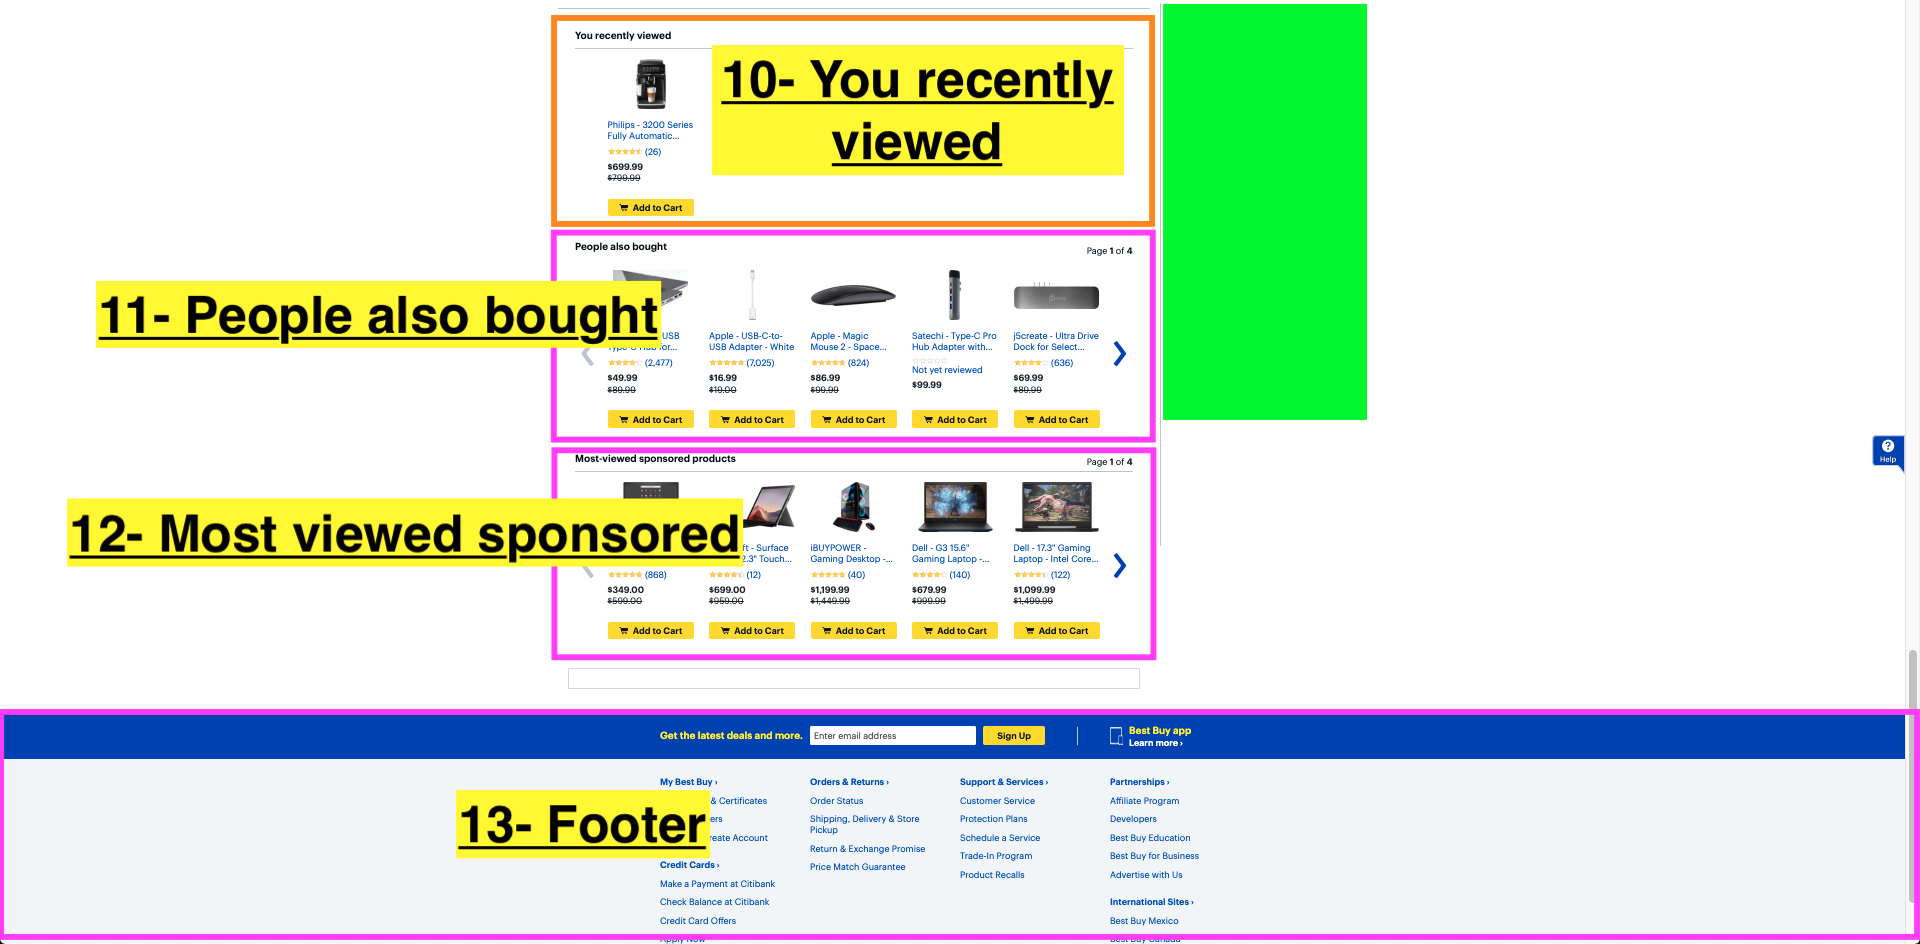 You recently viewed
10- You recently
viewed
Philips - 3200 Series
Fully Automatic...
(26)
$699.99
$799.99
Add to Cart
People also bought
Page 1 of 4
11- People also bought
USB
Type-C Hub for...
(2,477)
$49.99
$89.99
Add to Cart
Apple - USB-C-to-
USB Adapter - White
(7,025)
$16.99
$19.00
Add to Cart
Apple - Magic
Mouse 2 - Space...
(824)
$86.99
$99.99
Add to Cart
Satechi - Type-C Pro
Hub Adapter with...
Not yet reviewed
$99.99
Add to Cart
j5create - Ultra Drive
Dock for Select...
(636)
$69.99
$89.99
Add to Cart
Help
Most-viewed sponsored products
Page 1 of 4
12- Most viewed sponsored
(868)
$349.00
$599.00
Add to Cart
ft - Surface
2.3" Touch...
(12)
$699.00
$959.00
Add to Cart
iBUYPOWER -
Gaming Desktop -...
(40)
$1,199.99
$1,449.99
Add to Cart
Dell - G3 15.6"
Gaming Laptop -...
(140)
$679.99
$999.99
Add to Cart
Dell - 17.3" Gaming
Laptop - Intel Core...
(122)
$1,099.99
$1,499.99
Add to Cart
Get the latest deals and more.
Enter email address
Sign Up
Best Buy app
Learn more ›
13- Footer
My Best Buy ›
& Certificates
ers
reate Account
Credit Cards ›
Make a Payment at Citibank
Check Balance at Citibank
Credit Card Offers
Apply Now
Orders & Returns ›
Order Status
Shipping, Delivery & Store
Pickup
Return & Exchange Promise
Price Match Guarantee
Support & Services ›
Customer Service
Protection Plans
Schedule a Service
Trade-In Program
Product Recalls
Partnerships ›
Affiliate Program
Developers
Best Buy Education
Best Buy for Business
Advertise with Us
International Sites ›
Best Buy Mexico
Best Buy Canada